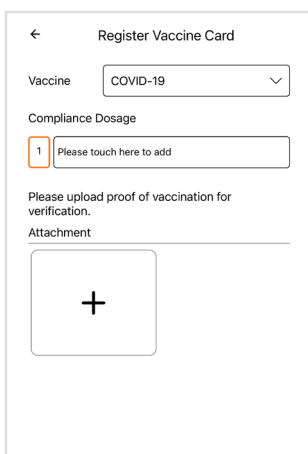 Register Vaccine Card
Vaccine COVID-19
Compliance Dosage
1 Please touch here to add
Please upload proof of vaccination for
verification.
Attachment